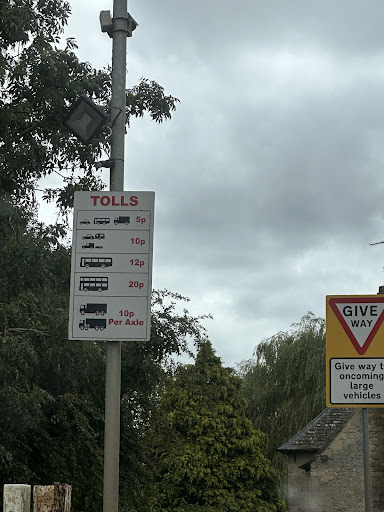 TOLLS
5p
10p
12p
20p
10p
Per Axle
GIVE
WAY
Give way t
oncoming
large
vehicles